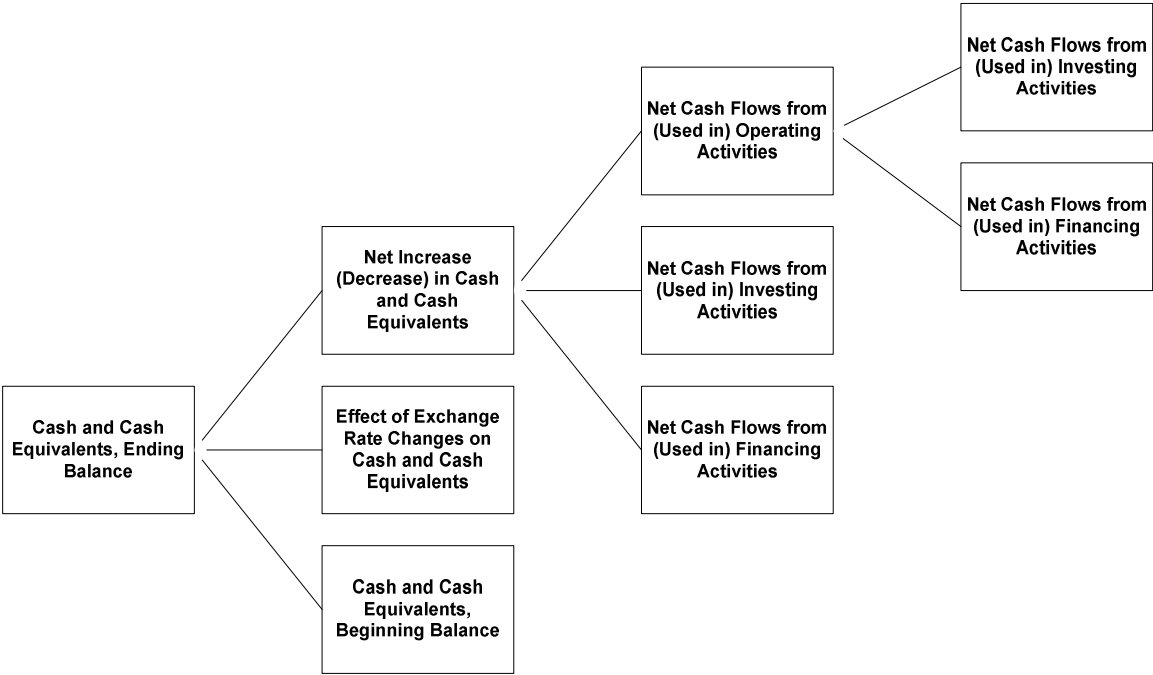 Net Cash Flows from
(Used in) Investing
Activities
Net Cash Flows from
(Used in) Operating
Activities
Net Cash Flows from
(Used in) Financing
Activities
Net Increase
(Decrease) in Cash
and Cash
Equivalents
Net Cash Flows from
(Used in) Investing
Activities
Cash and Cash
Equivalents, Ending
Balance
Effect of Exchange
Rate Changes on
Cash and Cash
Equivalents
Net Cash Flows from
(Used in) Financing
Activities
Cash and Cash
Equivalents,
Beginning Balance